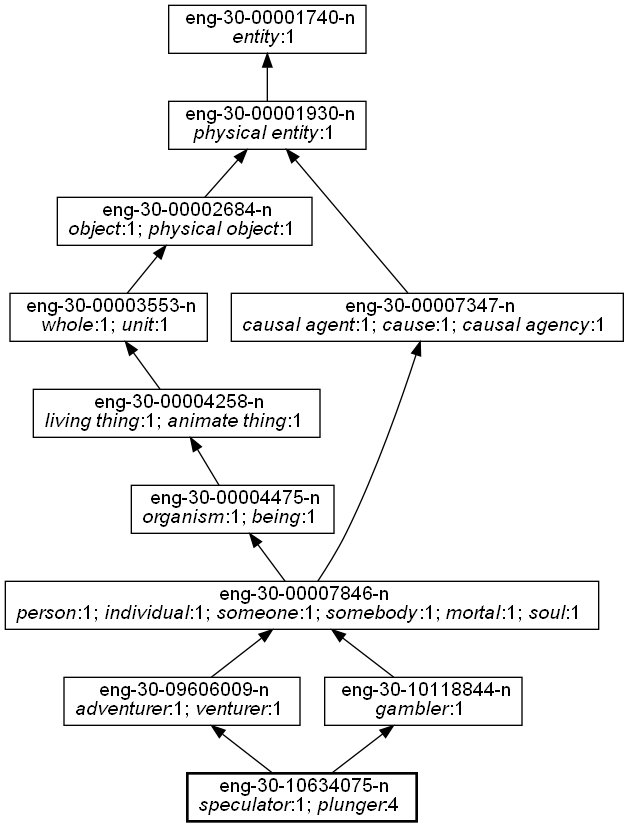 eng-30-00001740-n
entity:1
eng-30-00001930-n
physical entity:1
eng-30-00002684-n
object:1; physical object:1
eng-30-00003553-n
whole:1; unit:1
eng-30-00007347-n
causal agent:1; cause:1; causal agency:1
eng-30-00004258-n
living thing:1; animate thing:1
eng-30-00004475-n
organism:1; being:1
eng-30-00007846-n
person:1; individual:1; someone:1; somebody:1; mortal:1; soul:1
eng-30-09606009-n
adventurer:1; venturer:1
eng-30-10118844-n
gambler:1
eng-30-10634075-n
speculator:1; plunger:4